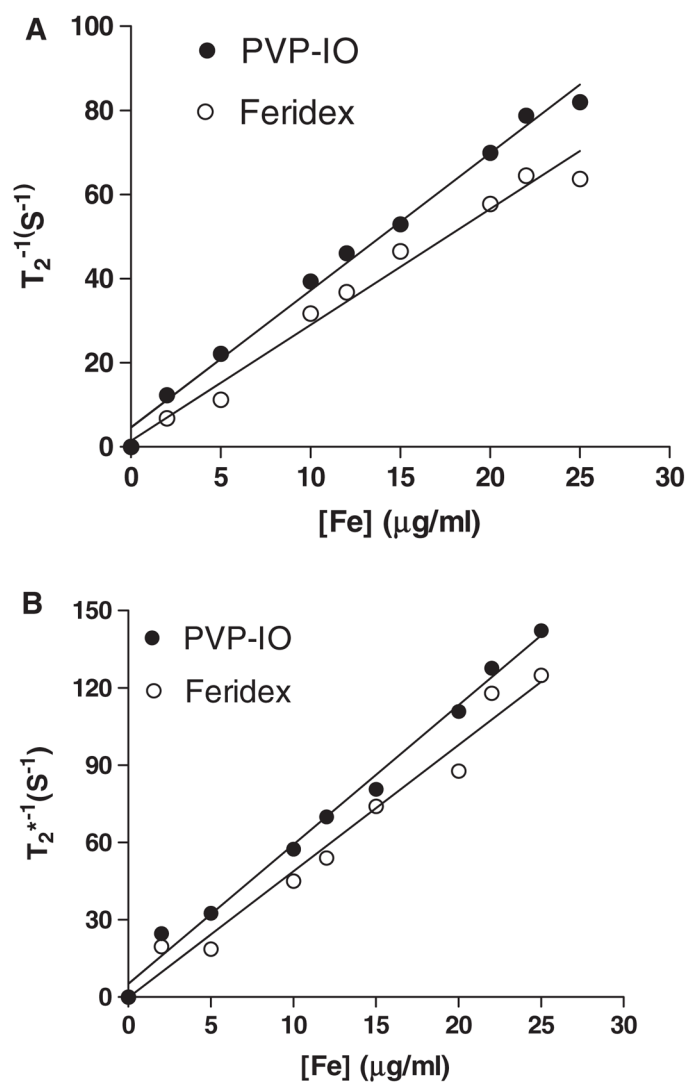 A
PVP-IO
Feridex
T₂⁻¹(S⁻¹)
100
80
60
40
20
0
0 5 10 15 20 25 30
[Fe] (μg/ml)
B
PVP-IO
Feridex
T₂*⁻¹(S⁻¹)
150
120
90
60
30
0
0 5 10 15 20 25 30
[Fe] (μg/ml)